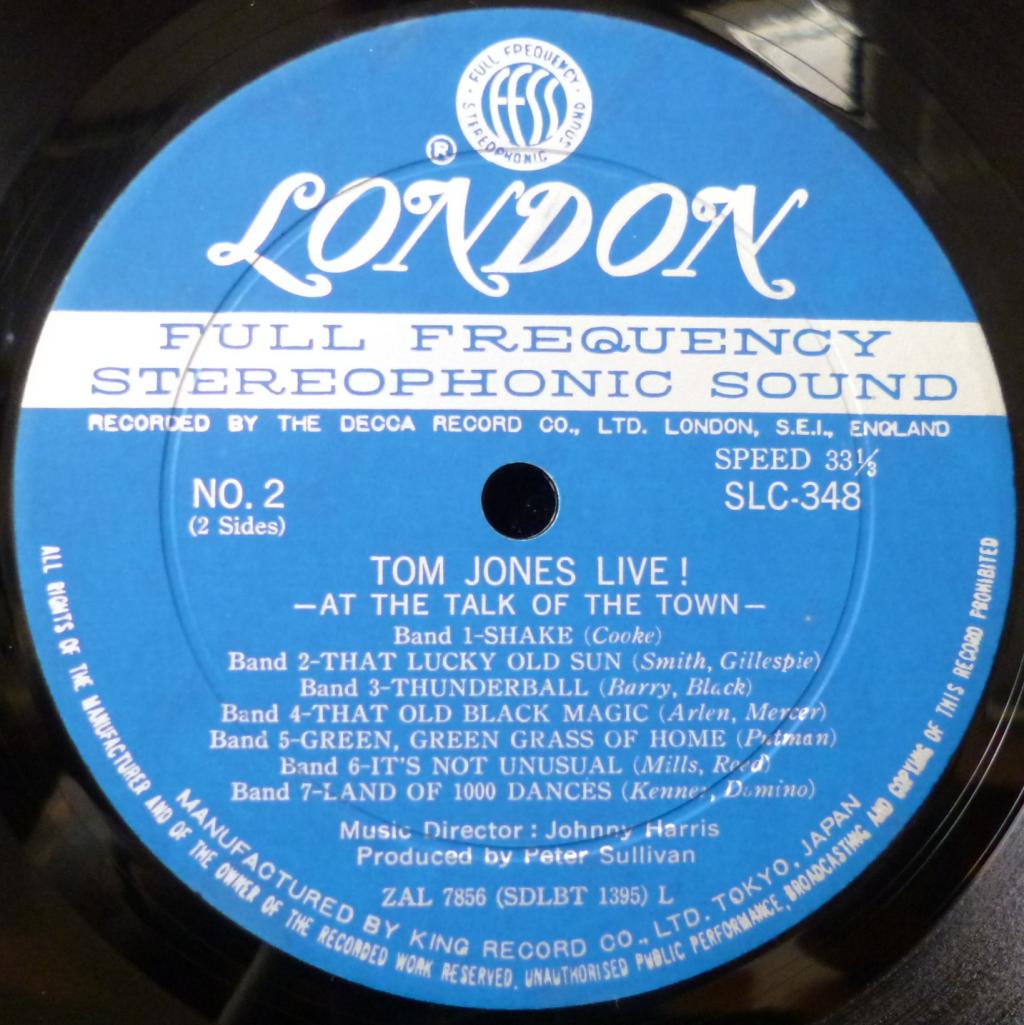 FULL FREQUENCY
FFSS
STEREOPHONIC SOUND
®
LONDON
FULL FREQUENCY
STEREOPHONIC SOUND
RECORDED BY THE DECCA RECORD CO., LTD. LONDON, S.E.I., ENGLAND
SPEED 33⅓
NO. 2
SLC-348
(2 Sides)
TOM JONES LIVE!
—AT THE TALK OF THE TOWN—
Band 1-SHAKE (Cooke)
Band 2-THAT LUCKY OLD SUN (Smith, Gillespie)
Band 3-THUNDERBALL (Barry, Black)
Band 4-THAT OLD BLACK MAGIC (Arlen, Mercer)
Band 5-GREEN, GREEN GRASS OF HOME (Putman)
Band 6-IT'S NOT UNUSUAL (Mills, Reed)
Band 7-LAND OF 1000 DANCES (Kenner, Domino)
Music Director : Johnny Harris
Produced by Peter Sullivan
ZAL 7856 (SDLBT 1395) L
MANUFACTURED BY KING RECORD CO., LTD. TOKYO, JAPAN
ALL RIGHTS OF THE MANUFACTURER AND OF THE OWNER OF THE RECORDED WORK RESERVED. UNAUTHORISED PUBLIC PERFORMANCE, BROADCASTING AND COPYING OF THIS RECORD PROHIBITED